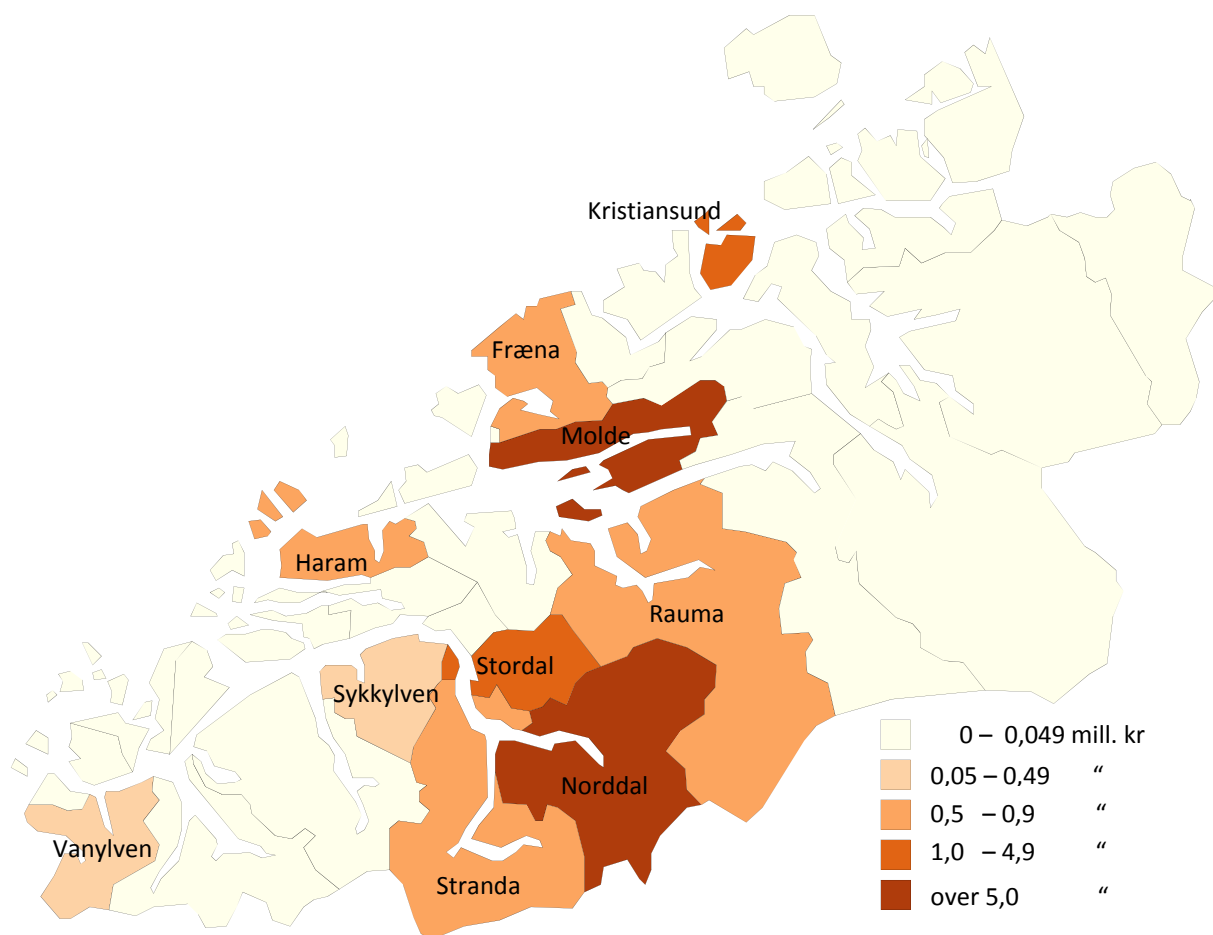 Kristiansund
Fræna
Molde
Haram
Rauma
Stordal
Sykkylven
Norddal
Vanylven
Stranda
0 – 0,049 mill. kr
0,05 – 0,49 “
0,5 – 0,9 “
1,0 – 4,9 “
over 5,0 “